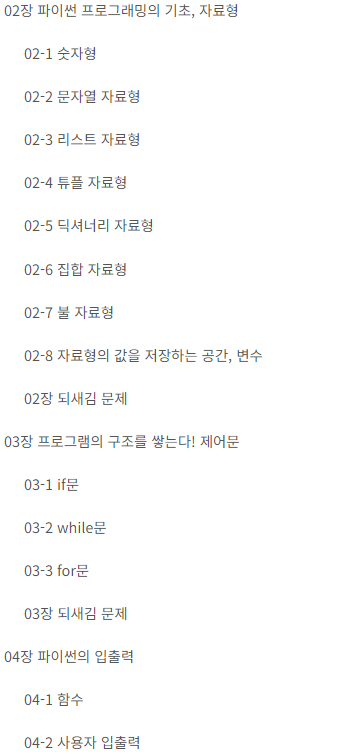 02장 파이썬 프로그래밍의 기초, 자료형
02-1 숫자형
02-2 문자열 자료형
02-3 리스트 자료형
02-4 튜플 자료형
02-5 딕셔너리 자료형
02-6 집합 자료형
02-7 불 자료형
02-8 자료형의 값을 저장하는 공간, 변수
02장 되새김 문제
03장 프로그램의 구조를 쌓는다! 제어문
03-1 if문
03-2 while문
03-3 for문
03장 되새김 문제
04장 파이썬의 입출력
04-1 함수
04-2 사용자 입출력